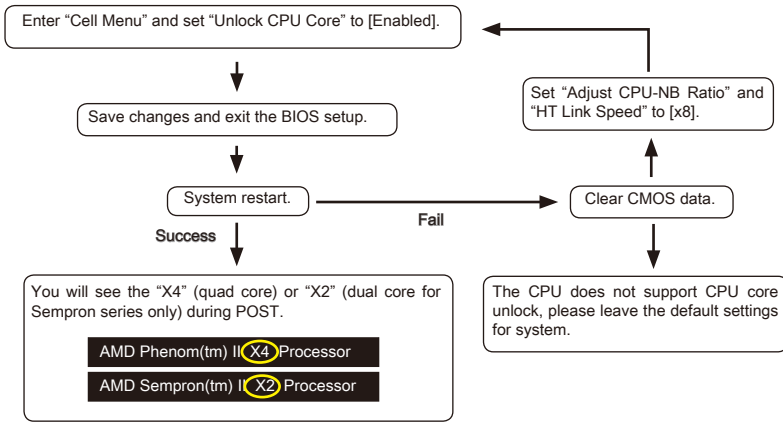 Enter “Cell Menu” and set “Unlock CPU Core” to [Enabled].
Save changes and exit the BIOS setup.
System restart.
Success
Fail
You will see the “X4” (quad core) or “X2” (dual core for
Sempron series only) during POST.
AMD Phenom(tm) II X4 Processor
AMD Sempron(tm) II X2 Processor
Set “Adjust CPU-NB Ratio” and
“HT Link Speed” to [x8].
Clear CMOS data.
The CPU does not support CPU core
unlock, please leave the default settings
for system.